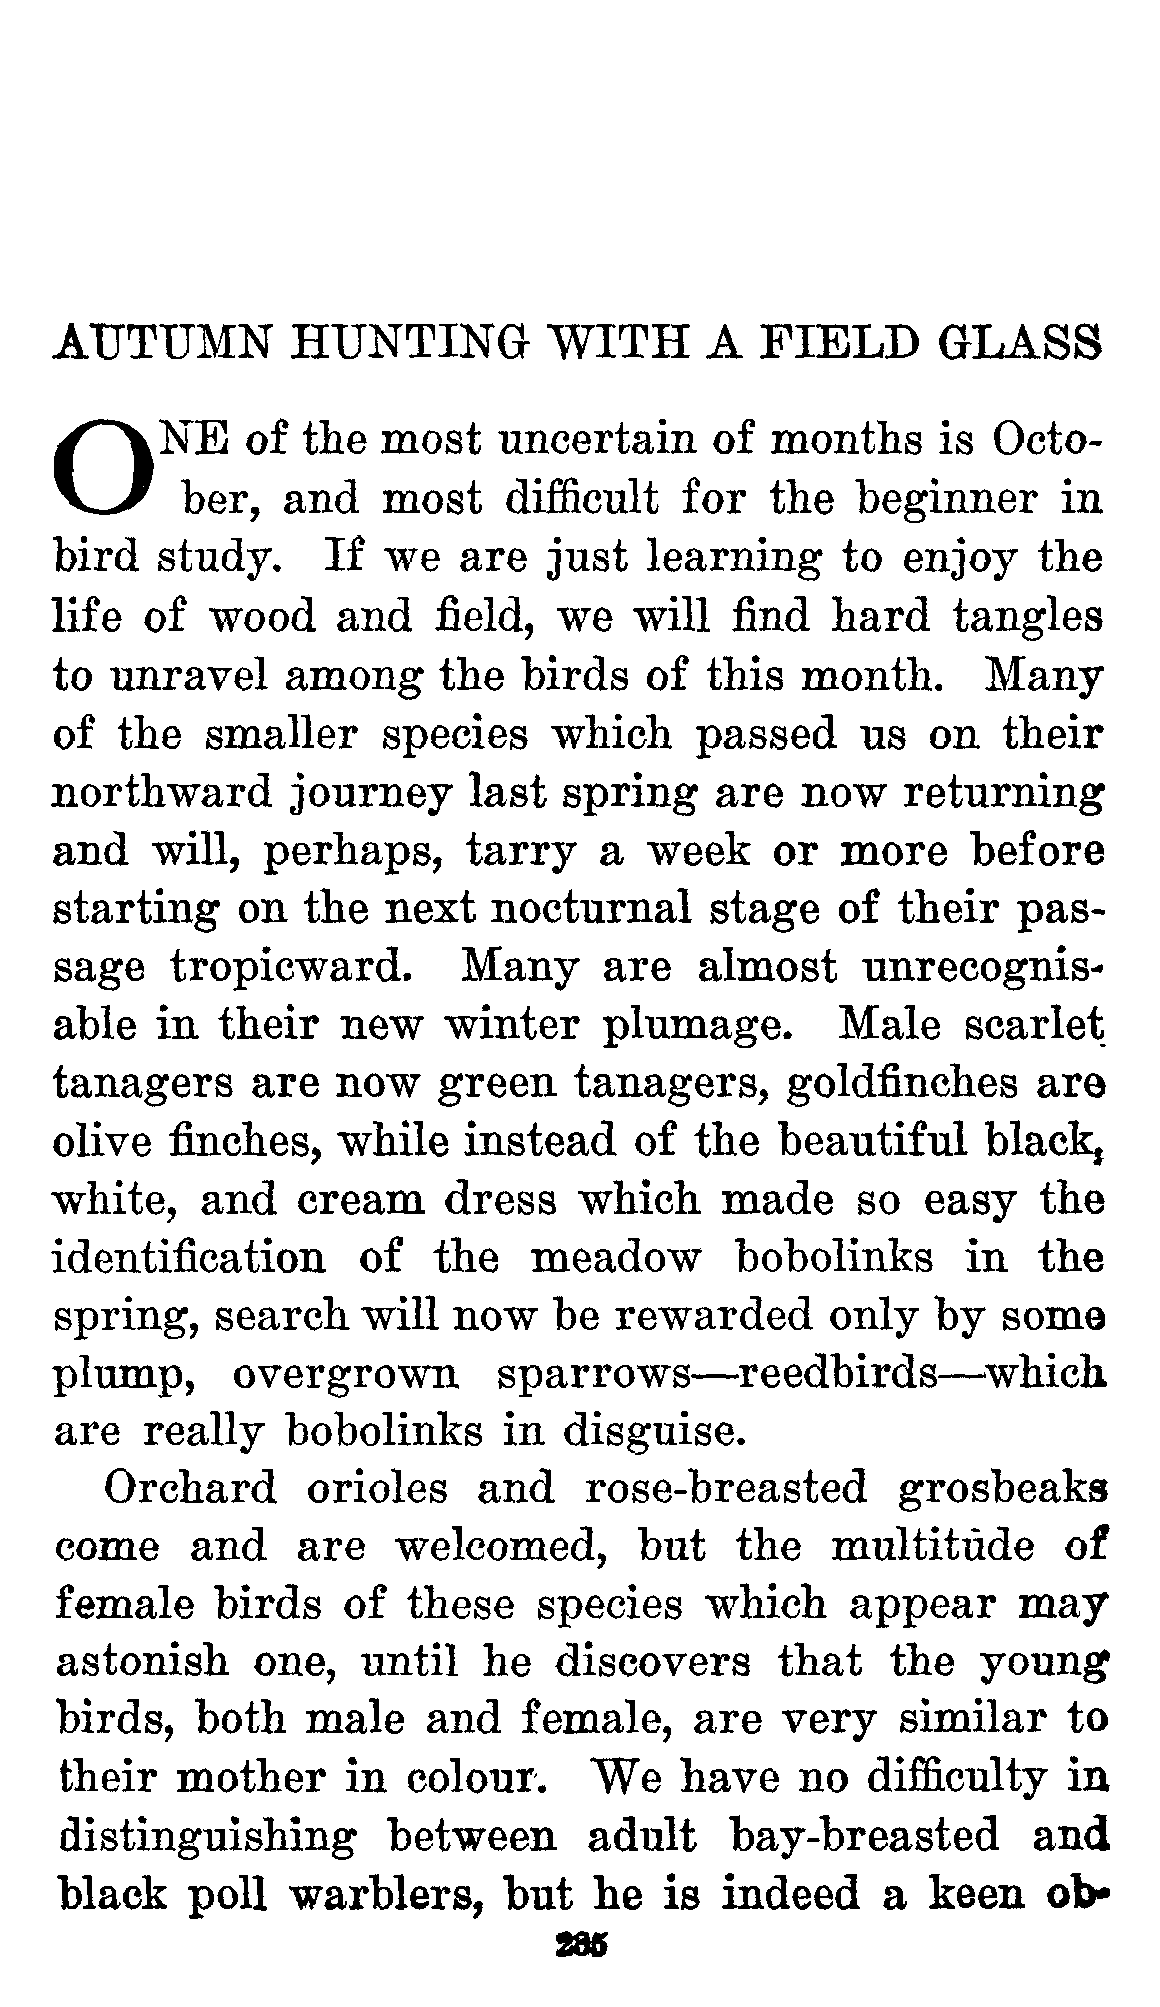 AUTUMN HUNTING WITH A FIELD GLASS
ONE of the most uncertain of months is Octo-
ber, and most difficult for the beginner in
bird study. If we are just learning to enjoy the
life of wood and field, we will find hard tangles
to unravel among the birds of this month. Many
of the smaller species which passed us on their
northward journey last spring are now returning
and will, perhaps, tarry a week or more before
starting on the next nocturnal stage of their pas-
sage tropicward. Many are almost unrecognis-
able in their new winter plumage. Male scarlet
tanagers are now green tanagers, goldfinches are
olive finches, while instead of the beautiful black,
white, and cream dress which made so easy the
identification of the meadow bobolinks in the
spring, search will now be rewarded only by some
plump, overgrown sparrows—reedbirds—which
are really bobolinks in disguise.
Orchard orioles and rose-breasted grosbeaks
come and are welcomed, but the multitude of
female birds of these species which appear may
astonish one, until he discovers that the young
birds, both male and female, are very similar to
their mother in colour. We have no difficulty in
distinguishing between adult bay-breasted and
black poll warblers, but he is indeed a keen ob-